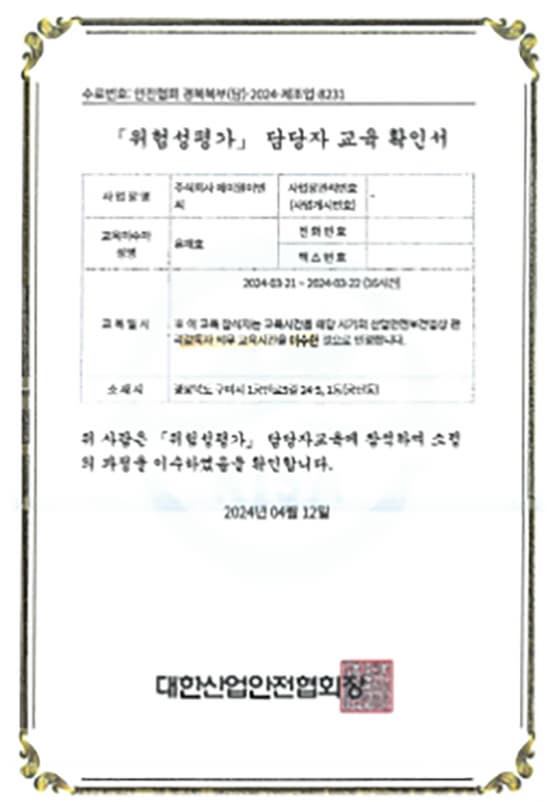 수료번호: 안전협회 경북북부(남)-2024-제조업-8231
「위험성평가」 담당자 교육 확인서
사업장명
주식회사
사업장관리번호
(사업개시번호)
-
교육이수자
성명
전화번호
팩스번호
2024-03-21 ~ 2024-03-22 (16시간)
교육일시
※ 이 교육 참석자는 교육시간을 해당 시기의 산업안전보건법상 관
리감독자 의무 교육시간을 이수한 것으로 인정합니다.
소재지
경상북도 구미시
위 사람은 「위험성평가」 담당자교육에 참석하여 소정
의 과정을 이수하였음을 확인합니다.
2024년 04월 12일
대한산업안전협회장